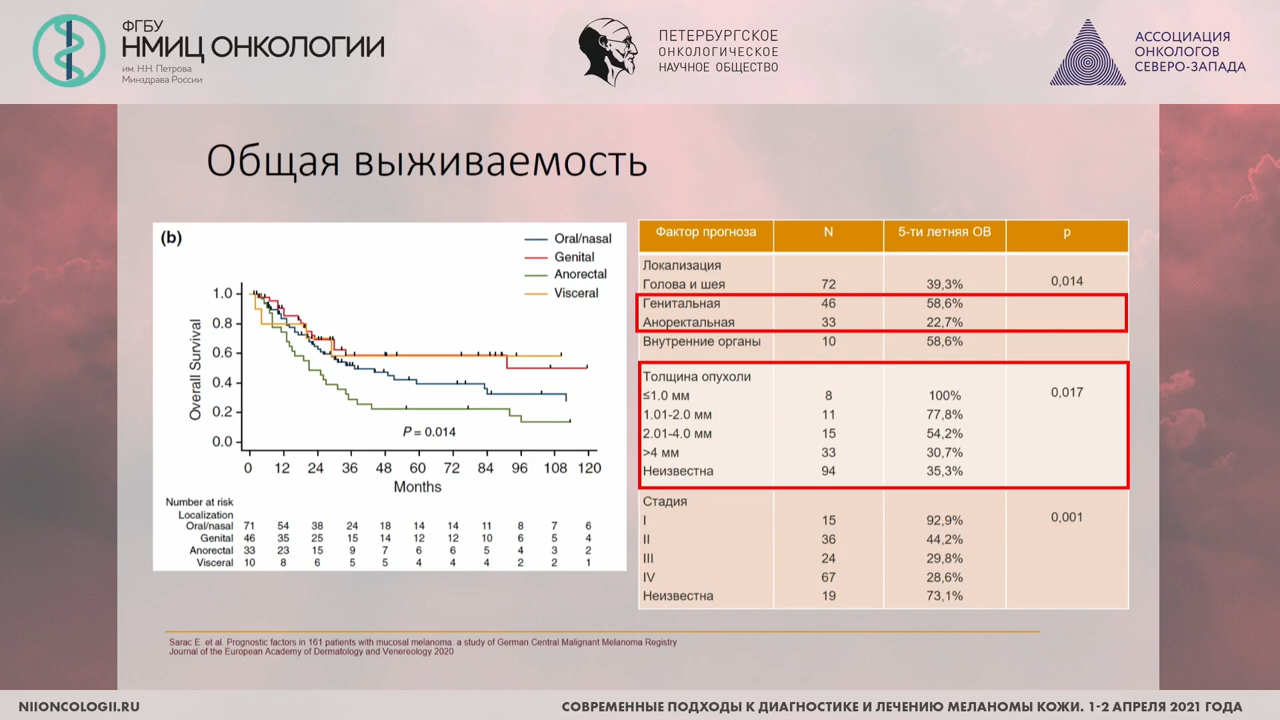 ФГБУ
НМИЦ ОНКОЛОГИИ
им. Н.Н. Петрова
Минздрава России
ПЕТЕРБУРГСКОЕ
ОНКОЛОГИЧЕСКОЕ
НАУЧНОЕ ОБЩЕСТВО
АССОЦИАЦИЯ
ОНКОЛОГОВ
СЕВЕРО-ЗАПАДА
Общая выживаемость
(b)
Oral/nasal
Genital
Anorectal
Visceral
Overall Survival
1.0
0.8
0.6
0.4
0.2
0.0
P = 0.014
0 12 24 36 48 60 72 84 96 108 120
Months
Number at risk
Localization
Oral/nasal 71 54 38 24 18 14 14 11 8 7 6
Genital 46 35 25 15 14 12 12 10 6 5 4
Anorectal 33 23 15 9 7 6 6 5 4 3 2
Visceral 10 8 6 5 5 4 4 4 2 2 1
Фактор прогноза N 5-ти летняя ОВ p
Локализация
Голова и шея 72 39,3% 0,014
Генитальная 46 58,6%
Аноректальная 33 22,7%
Внутренние органы 10 58,6%
Толщина опухоли
≤1.0 мм 8 100% 0,017
1.01-2.0 мм 11 77,8%
2.01-4.0 мм 15 54,2%
>4 мм 33 30,7%
Неизвестна 94 35,3%
Стадия
I 15 92,9% 0,001
II 36 44,2%
III 24 29,8%
IV 67 28,6%
Неизвестна 19 73,1%
Sarac E. et al. Prognostic factors in 161 patients with mucosal melanoma: a study of German Central Malignant Melanoma Registry
Journal of the European Academy of Dermatology and Venereology 2020
NIIONCOLOGII.RU
СОВРЕМЕННЫЕ ПОДХОДЫ К ДИАГНОСТИКЕ И ЛЕЧЕНИЮ МЕЛАНОМЫ КОЖИ. 1-2 АПРЕЛЯ 2021 ГОДА